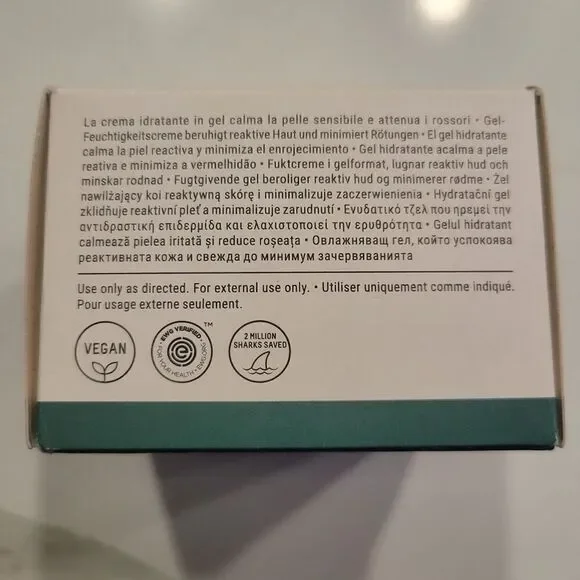 La crema idratante in gel calma la pelle sensibile e attenua i rossori • Gel-
Feuchtigkeitscreme beruhigt reaktive Haut und minimiert Rötungen • El gel hidratante
calma la piel reactiva y minimiza el enrojecimiento • Gel hidratante acalma a pele
reativa e minimiza a vermelhidão • Fuktcreme i gelformat, lugnar reaktiv hud och
minskar rodnad • Fugtgivende gel beroliger reaktiv hud og minimerer rødme • Żel
nawilżający koi reaktywną skórę i minimalizuje zaczerwienienia • Hydratační gel
zklidňuje reaktivní pleť a minimalizuje zarudnutí • Ενυδατικό τζελ που ηρεμεί την
αντιδραστική επιδερμίδα και ελαχιστοποιεί την ερυθρότητα • Gelul hidratant
calmează pielea iritată și reduce roșeața • Овлажняващ гел, който успокоява
реактивната кожа и свежда до минимум зачервяванията
Use only as directed. For external use only. • Utiliser uniquement comme indiqué.
Pour usage externe seulement.
VEGAN
EWG VERIFIED ™
• FOR YOUR HEALTH • EWG.ORG
2 MILLION
SHARKS SAVED